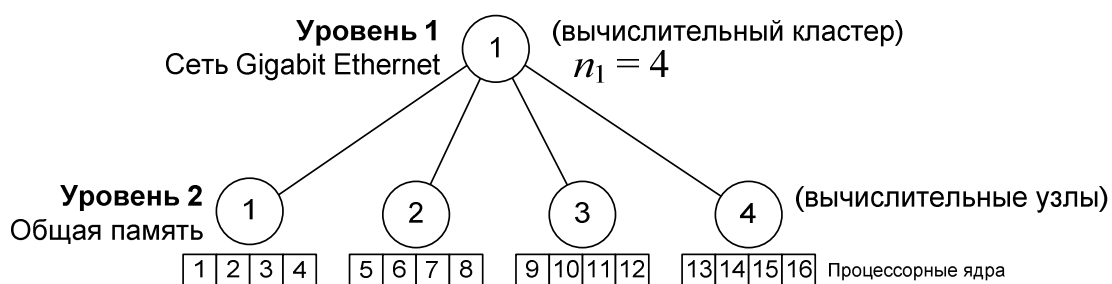 Уровень 1 1 (вычислительный кластер)
Сеть Gigabit Ethernet n₁ = 4
Уровень 2 1 2 3 4 (вычислительные узлы)
Общая память
1 2 3 4 5 6 7 8 9 10 11 12 13 14 15 16 Процессорные ядра